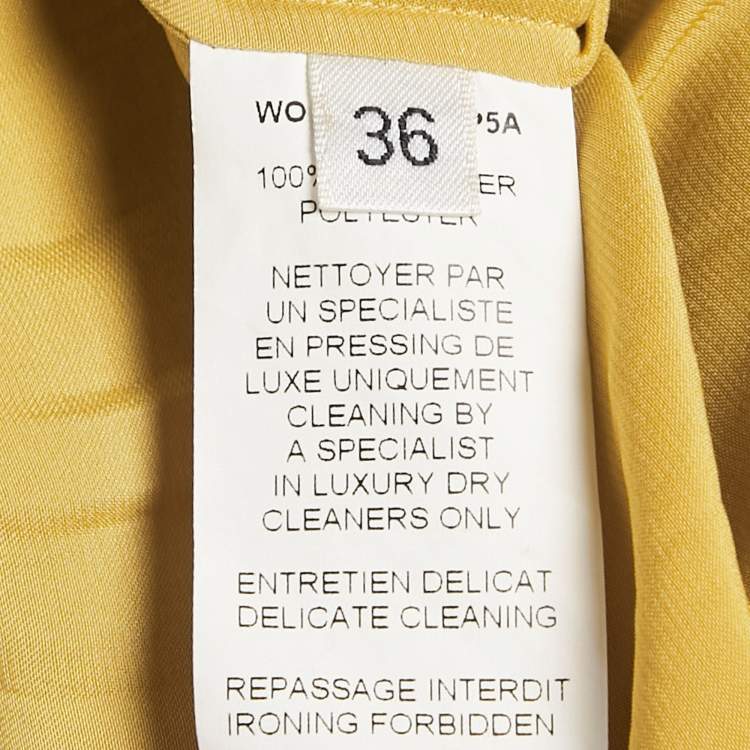 36
NETTOYER PAR
UN SPECIALISTE
EN PRESSING DE
LUXE UNIQUEMENT
CLEANING BY
A SPECIALIST
IN LUXURY DRY
CLEANERS ONLY
ENTRETIEN DELICAT
DELICATE CLEANING
REPASSAGE INTERDIT
IRONING FORBIDDEN